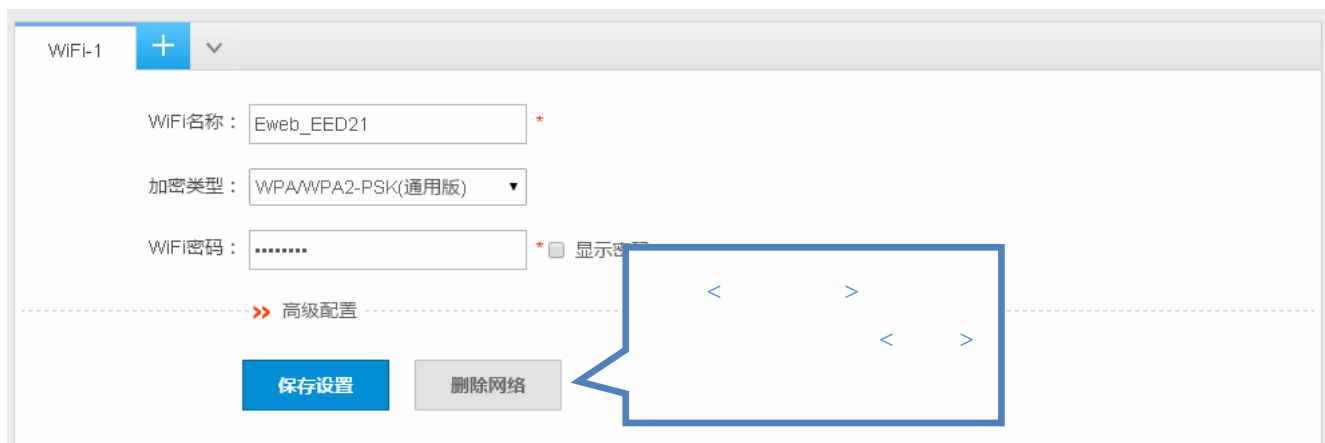 WiFi-1
WiFi名称： Eweb_EED21 *
加密类型： WPA/WPA2-PSK(通用版)
WiFi密码： •••••••• * 显示密码
>> 高级配置
< >
< >
保存设置 删除网络